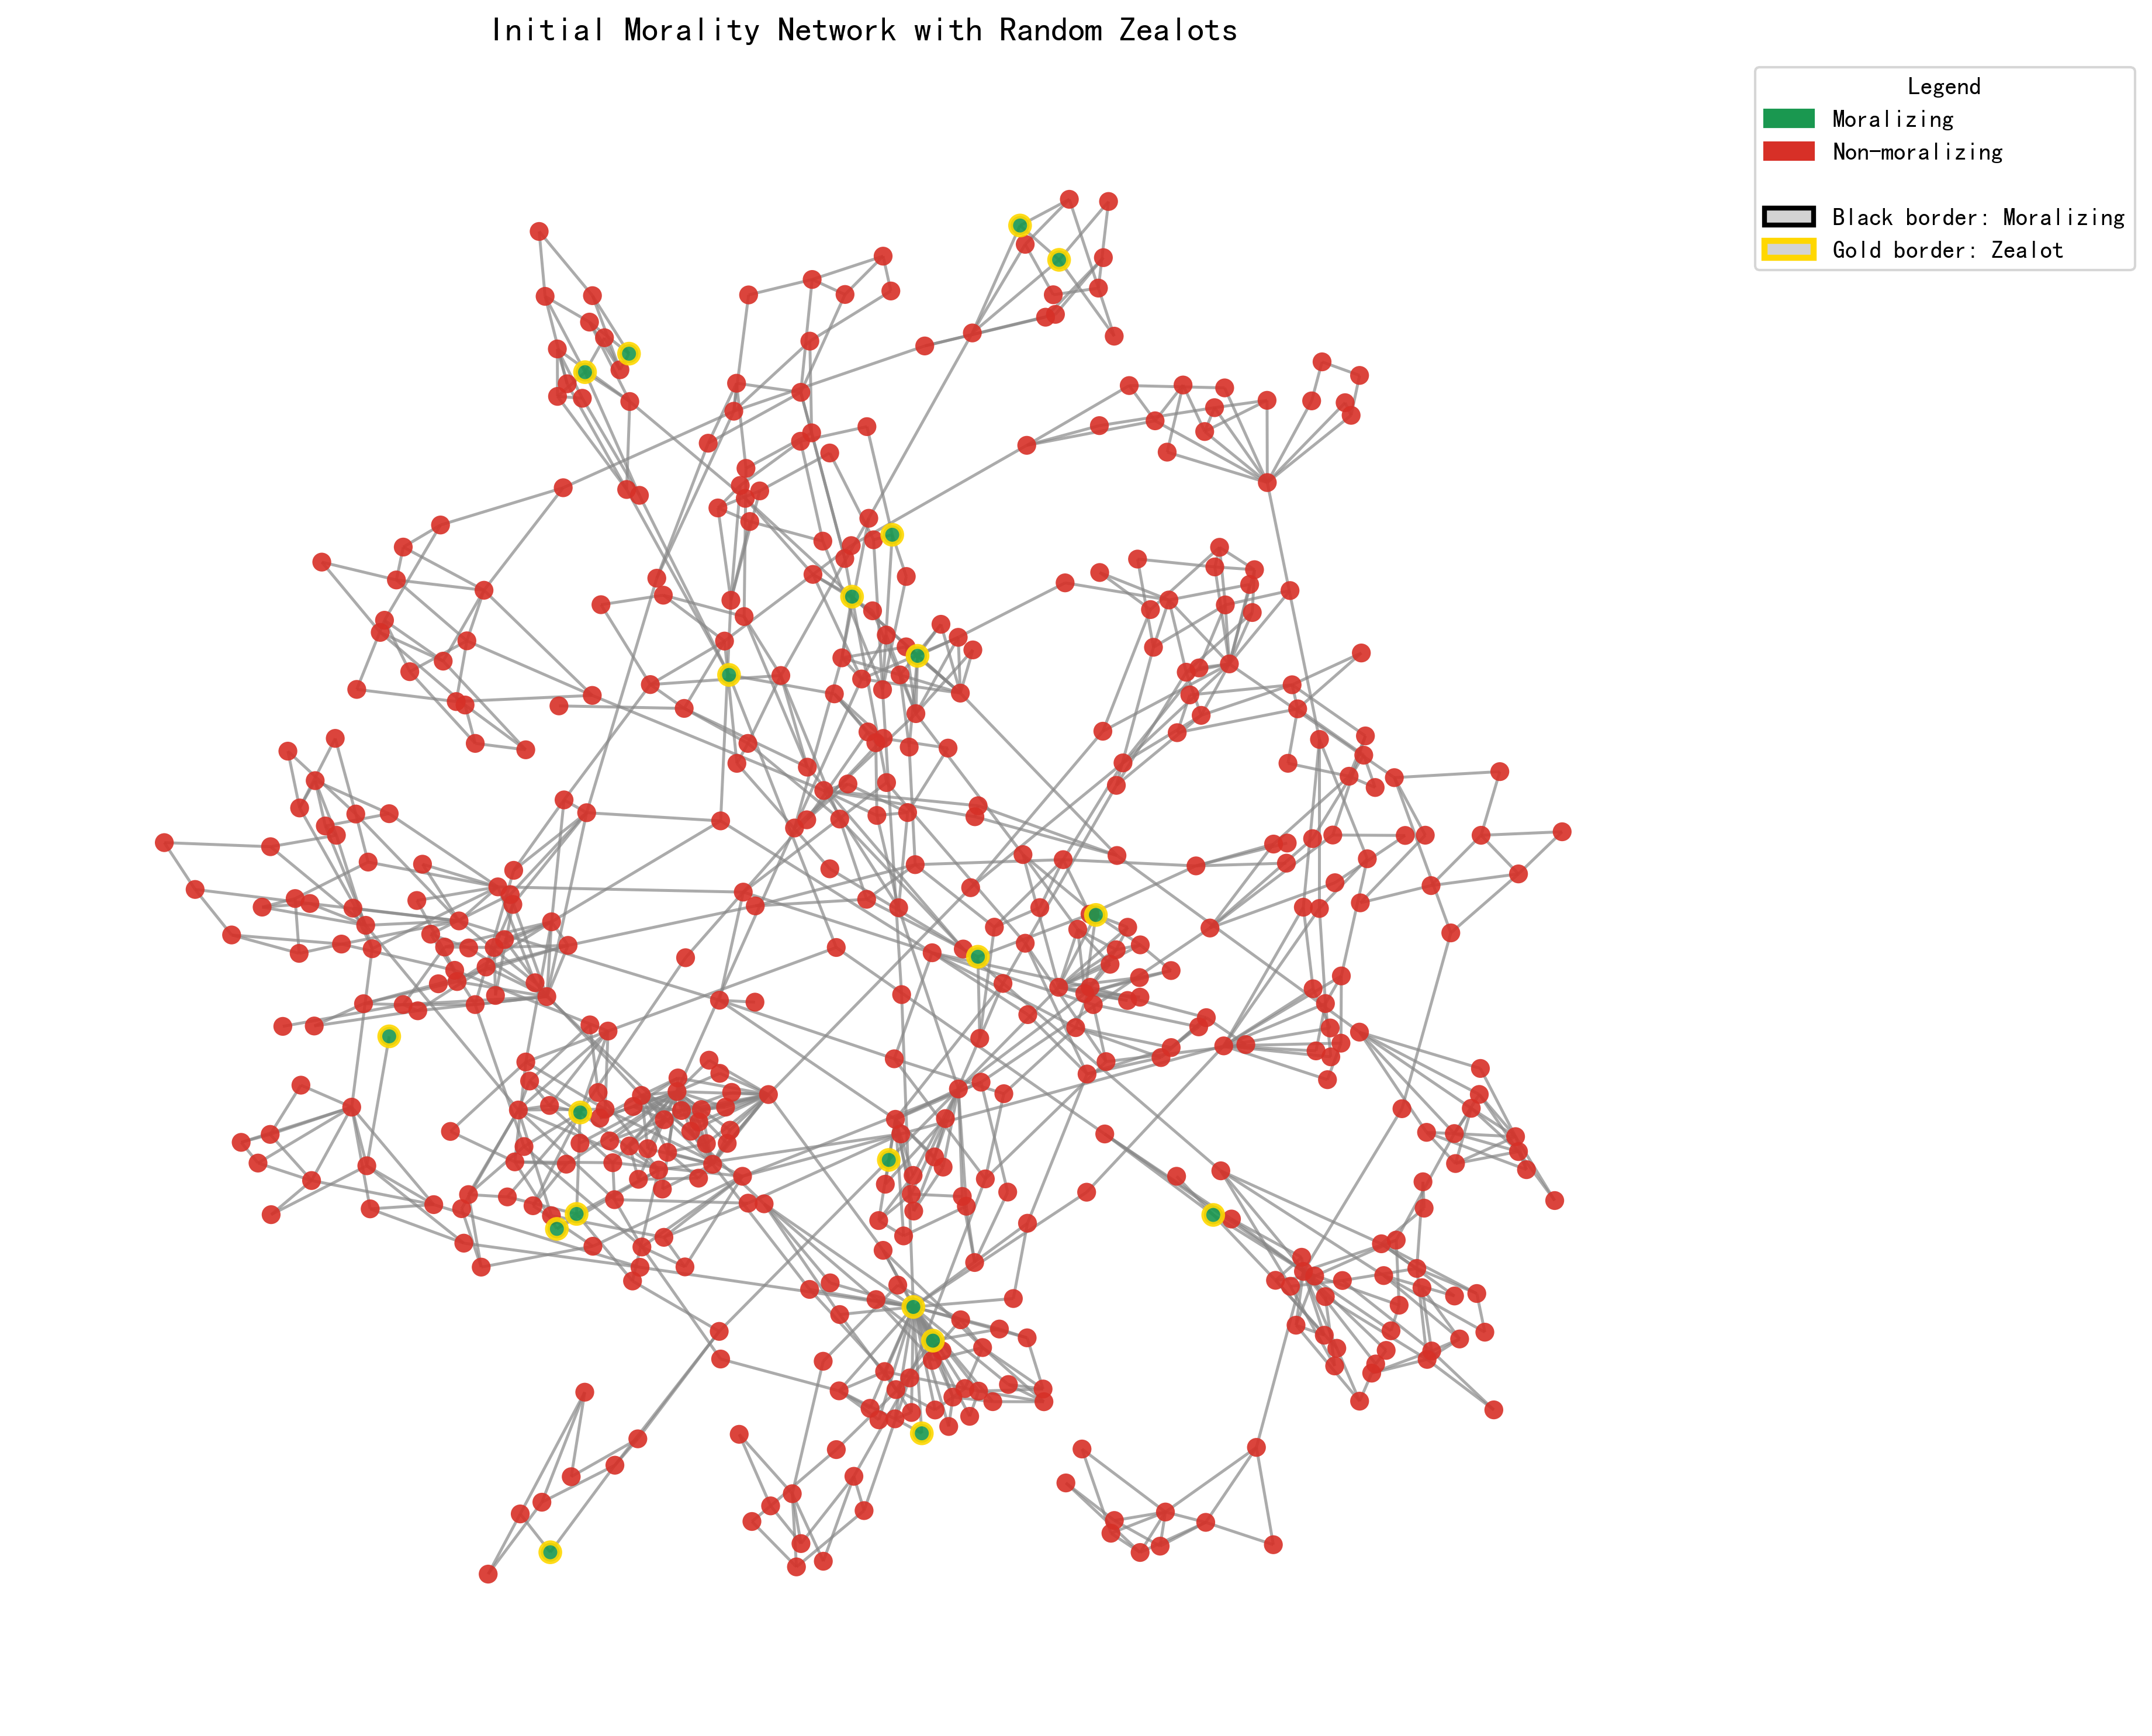 Initial Morality Network with Random Zealots
Legend
Moralizing
Non-moralizing
Black border: Moralizing
Gold border: Zealot